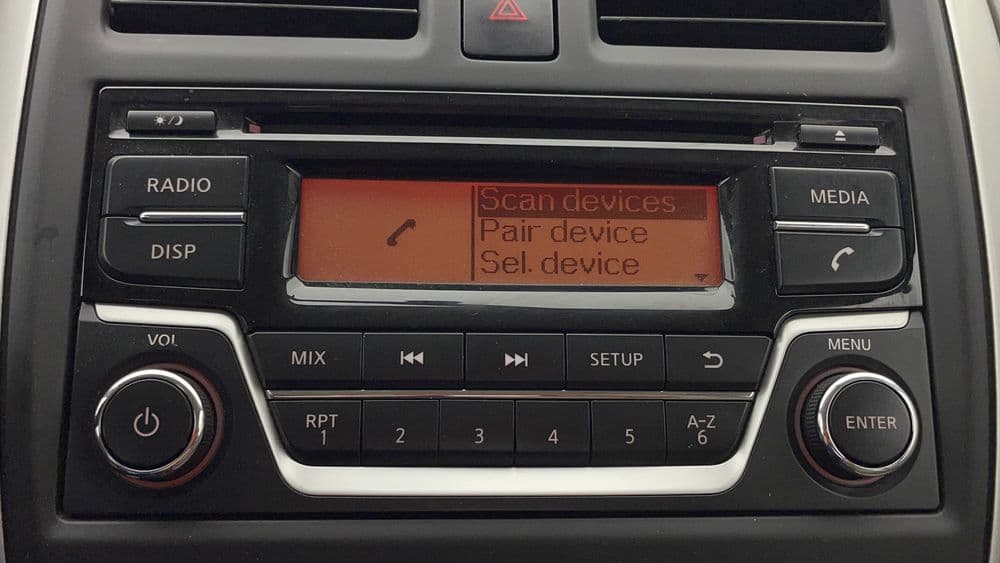 RADIO
DISP
Scan devices
Pair device
Sel. device
MEDIA
VOL
MIX
SETUP
MENU
RPT
1
2
3
4
5
A-Z
6
ENTER